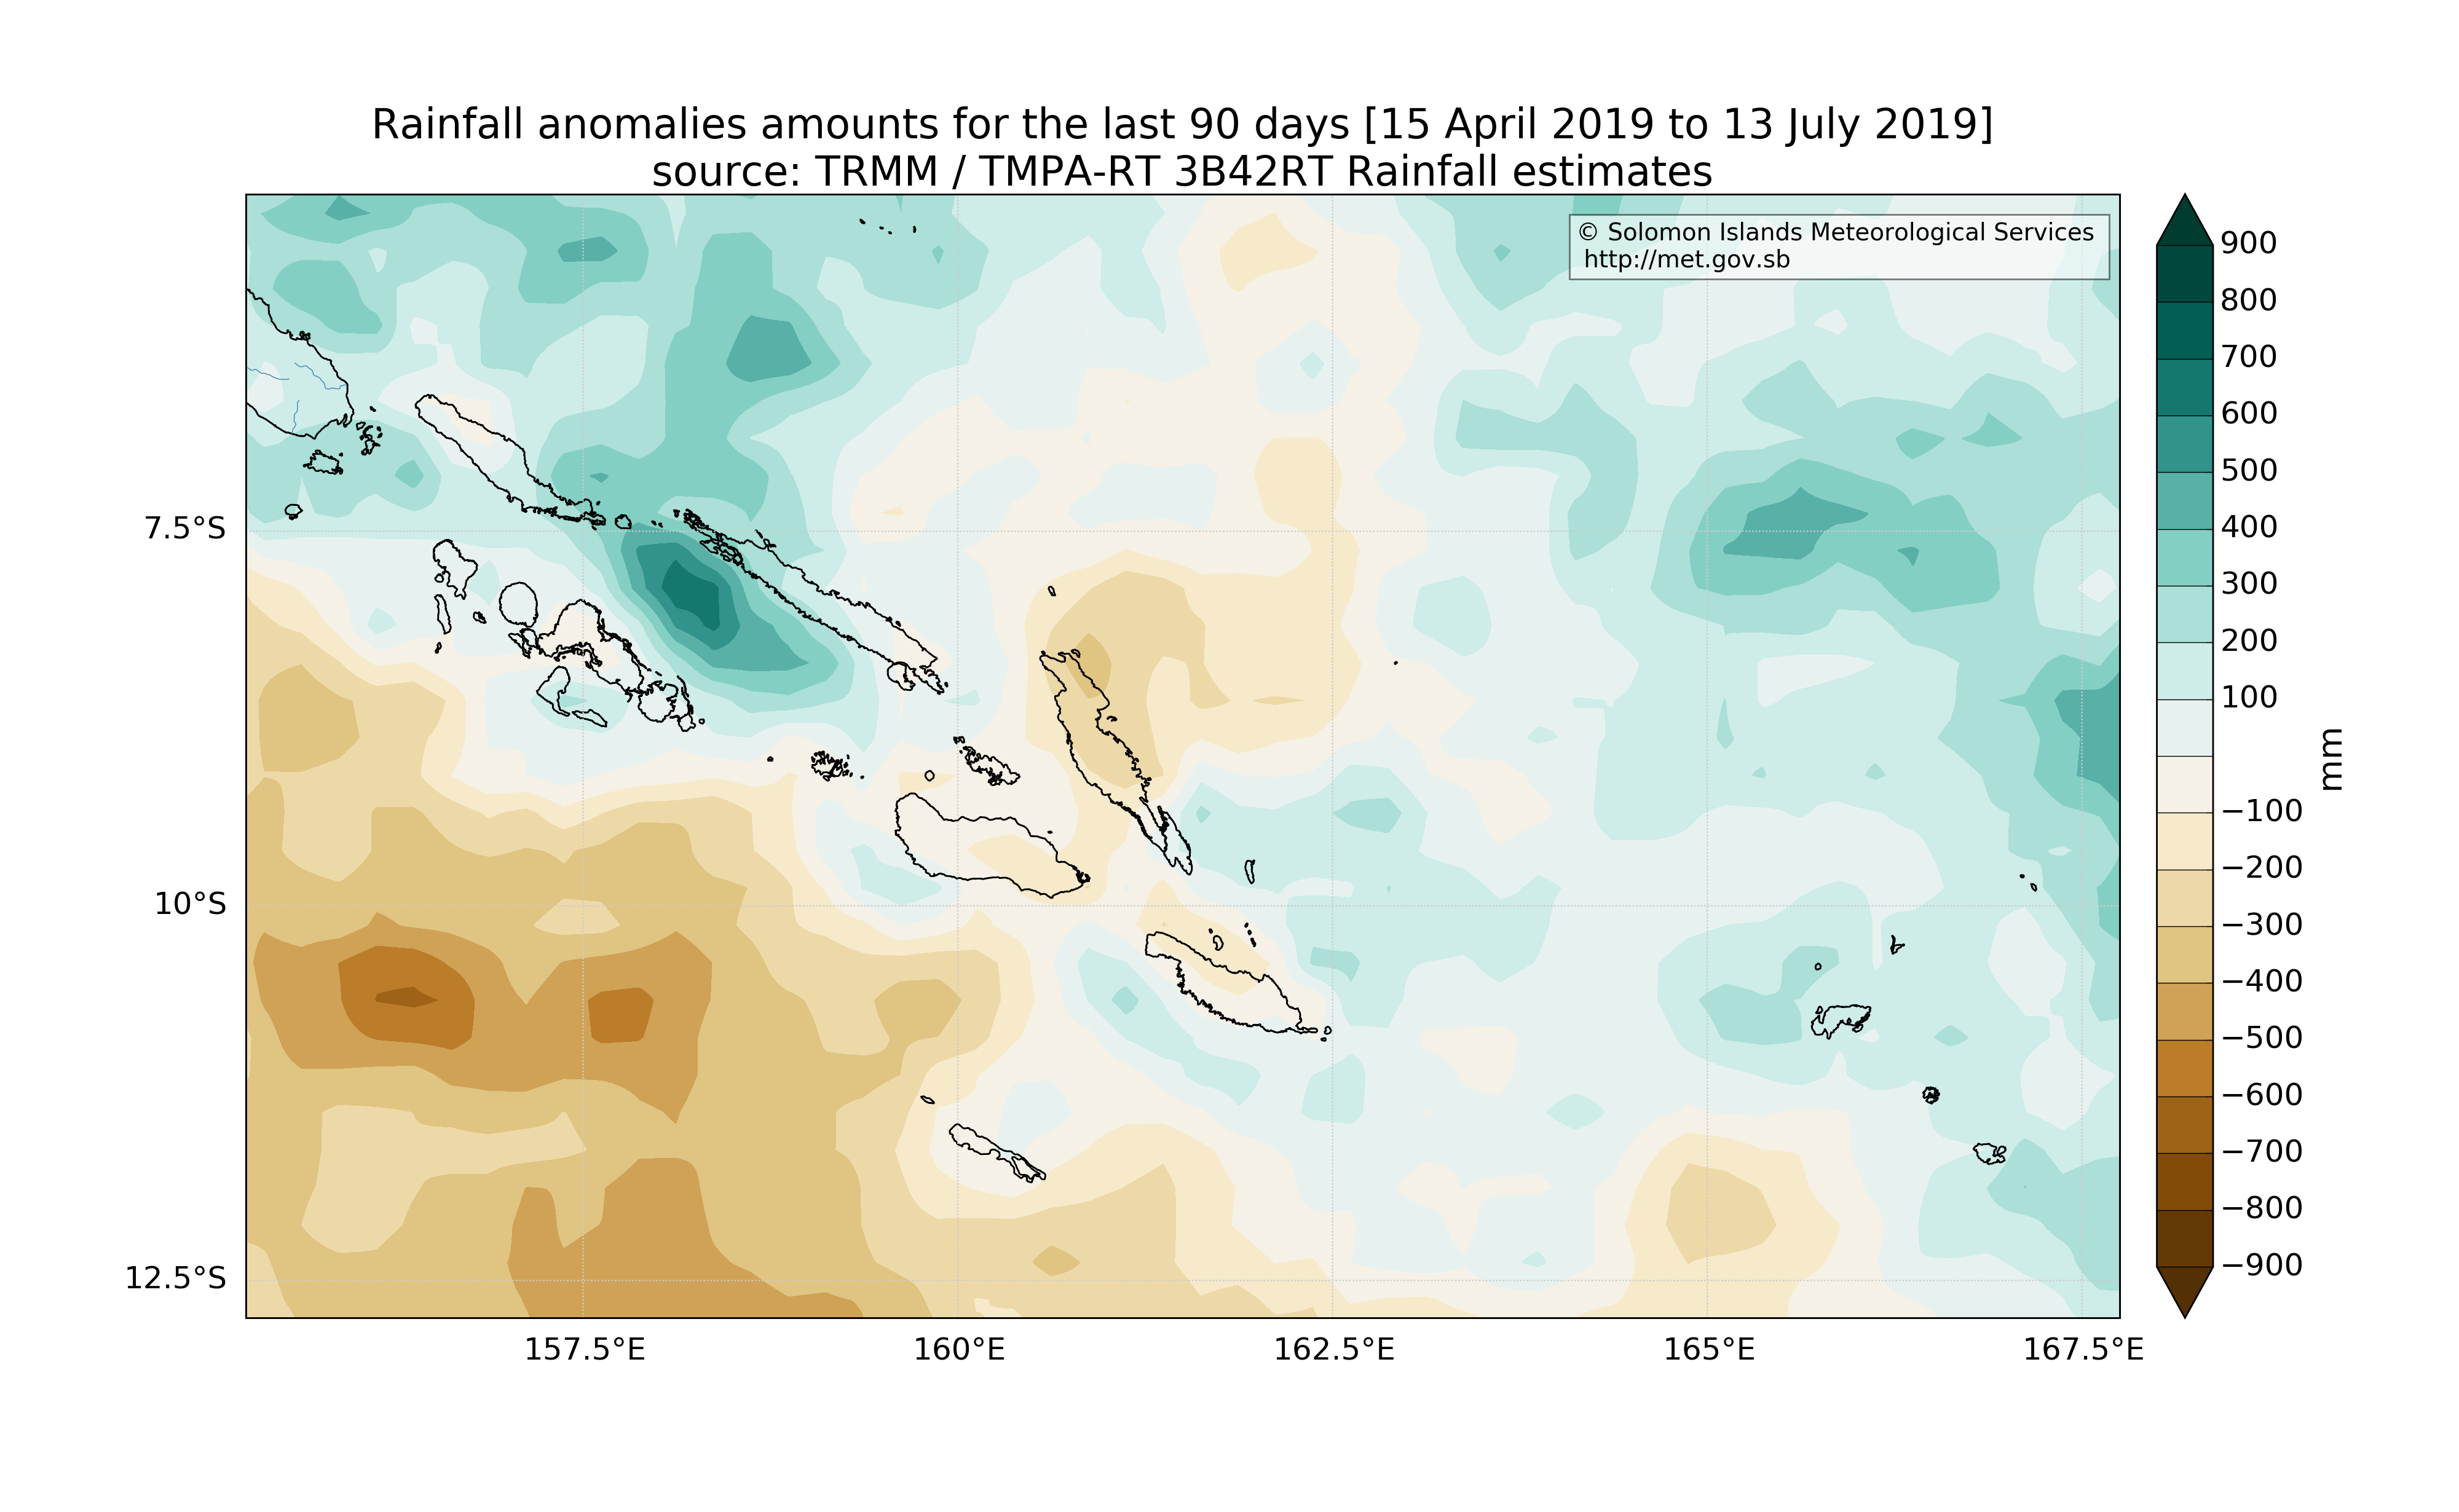 Rainfall anomalies amounts for the last 90 days [15 April 2019 to 13 July 2019]
source: TRMM / TMPA-RT 3B42RT Rainfall estimates
© Solomon Islands Meteorological Services
http://met.gov.sb
7.5°S
10°S
12.5°S
157.5°E
160°E
162.5°E
165°E
167.5°E
900
800
700
600
500
400
300
200
100
−100
−200
−300
−400
−500
−600
−700
−800
−900
mm